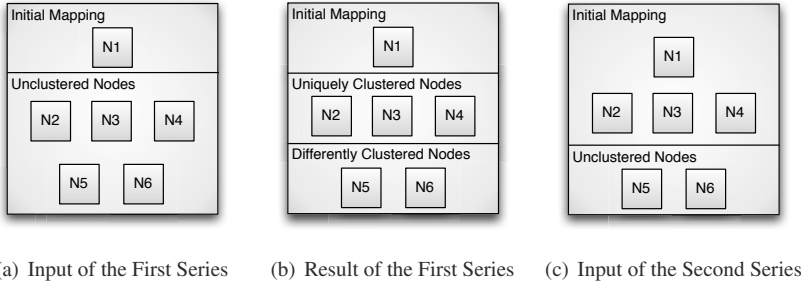 Initial Mapping
N1
Unclustered Nodes
N2 N3 N4
N5 N6
Initial Mapping
N1
Uniquely Clustered Nodes
N2 N3 N4
Differently Clustered Nodes
N5 N6
Initial Mapping
N1
N2 N3 N4
Unclustered Nodes
N5 N6
a) Input of the First Series
(b) Result of the First Series
(c) Input of the Second Series